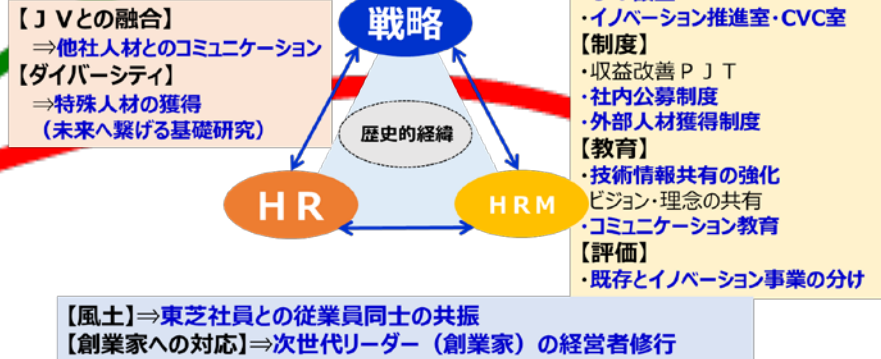 【ＪＶとの融合】
⇒他社人材とのコミュニケーション
【ダイバーシティ】
⇒特殊人材の獲得
（未来へ繋げる基礎研究）
戦略
歴史的経緯
ＨＲ
ＨＲＭ
・イノベーション推進室・CVC室
【制度】
・収益改善ＰＪＴ
・社内公募制度
・外部人材獲得制度
【教育】
・技術情報共有の強化
ビジョン・理念の共有
・コミュニケーション教育
【評価】
・既存とイノベーション事業の分け
【風土】⇒東芝社員との従業員同士の共振
【創業家への対応】⇒次世代リーダー（創業家）の経営者修行